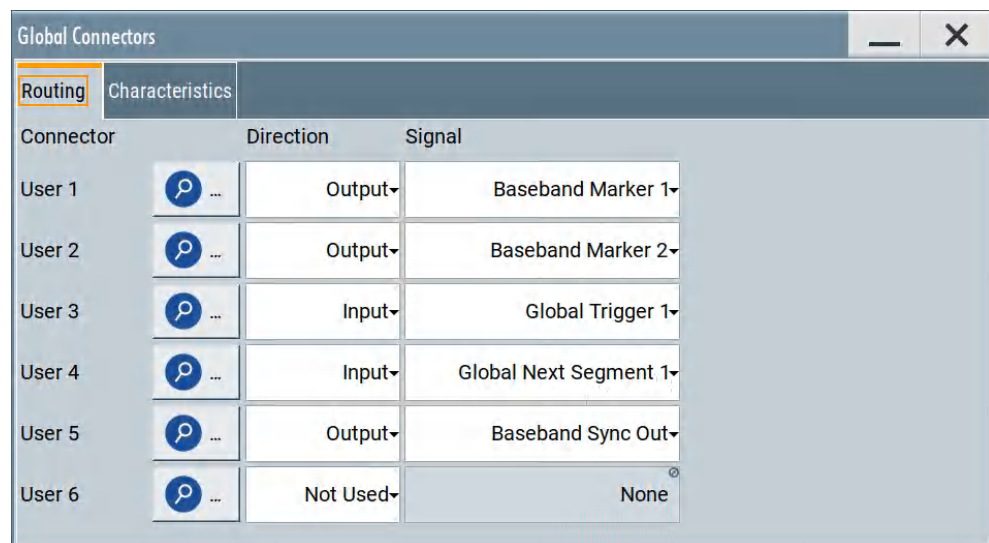 Global Connectors
Routing Characteristics
Connector Direction Signal
User 1 ... Output Baseband Marker 1
User 2 ... Output Baseband Marker 2
User 3 ... Input Global Trigger 1
User 4 ... Input Global Next Segment 1
User 5 ... Output Baseband Sync Out
User 6 ... Not Used None